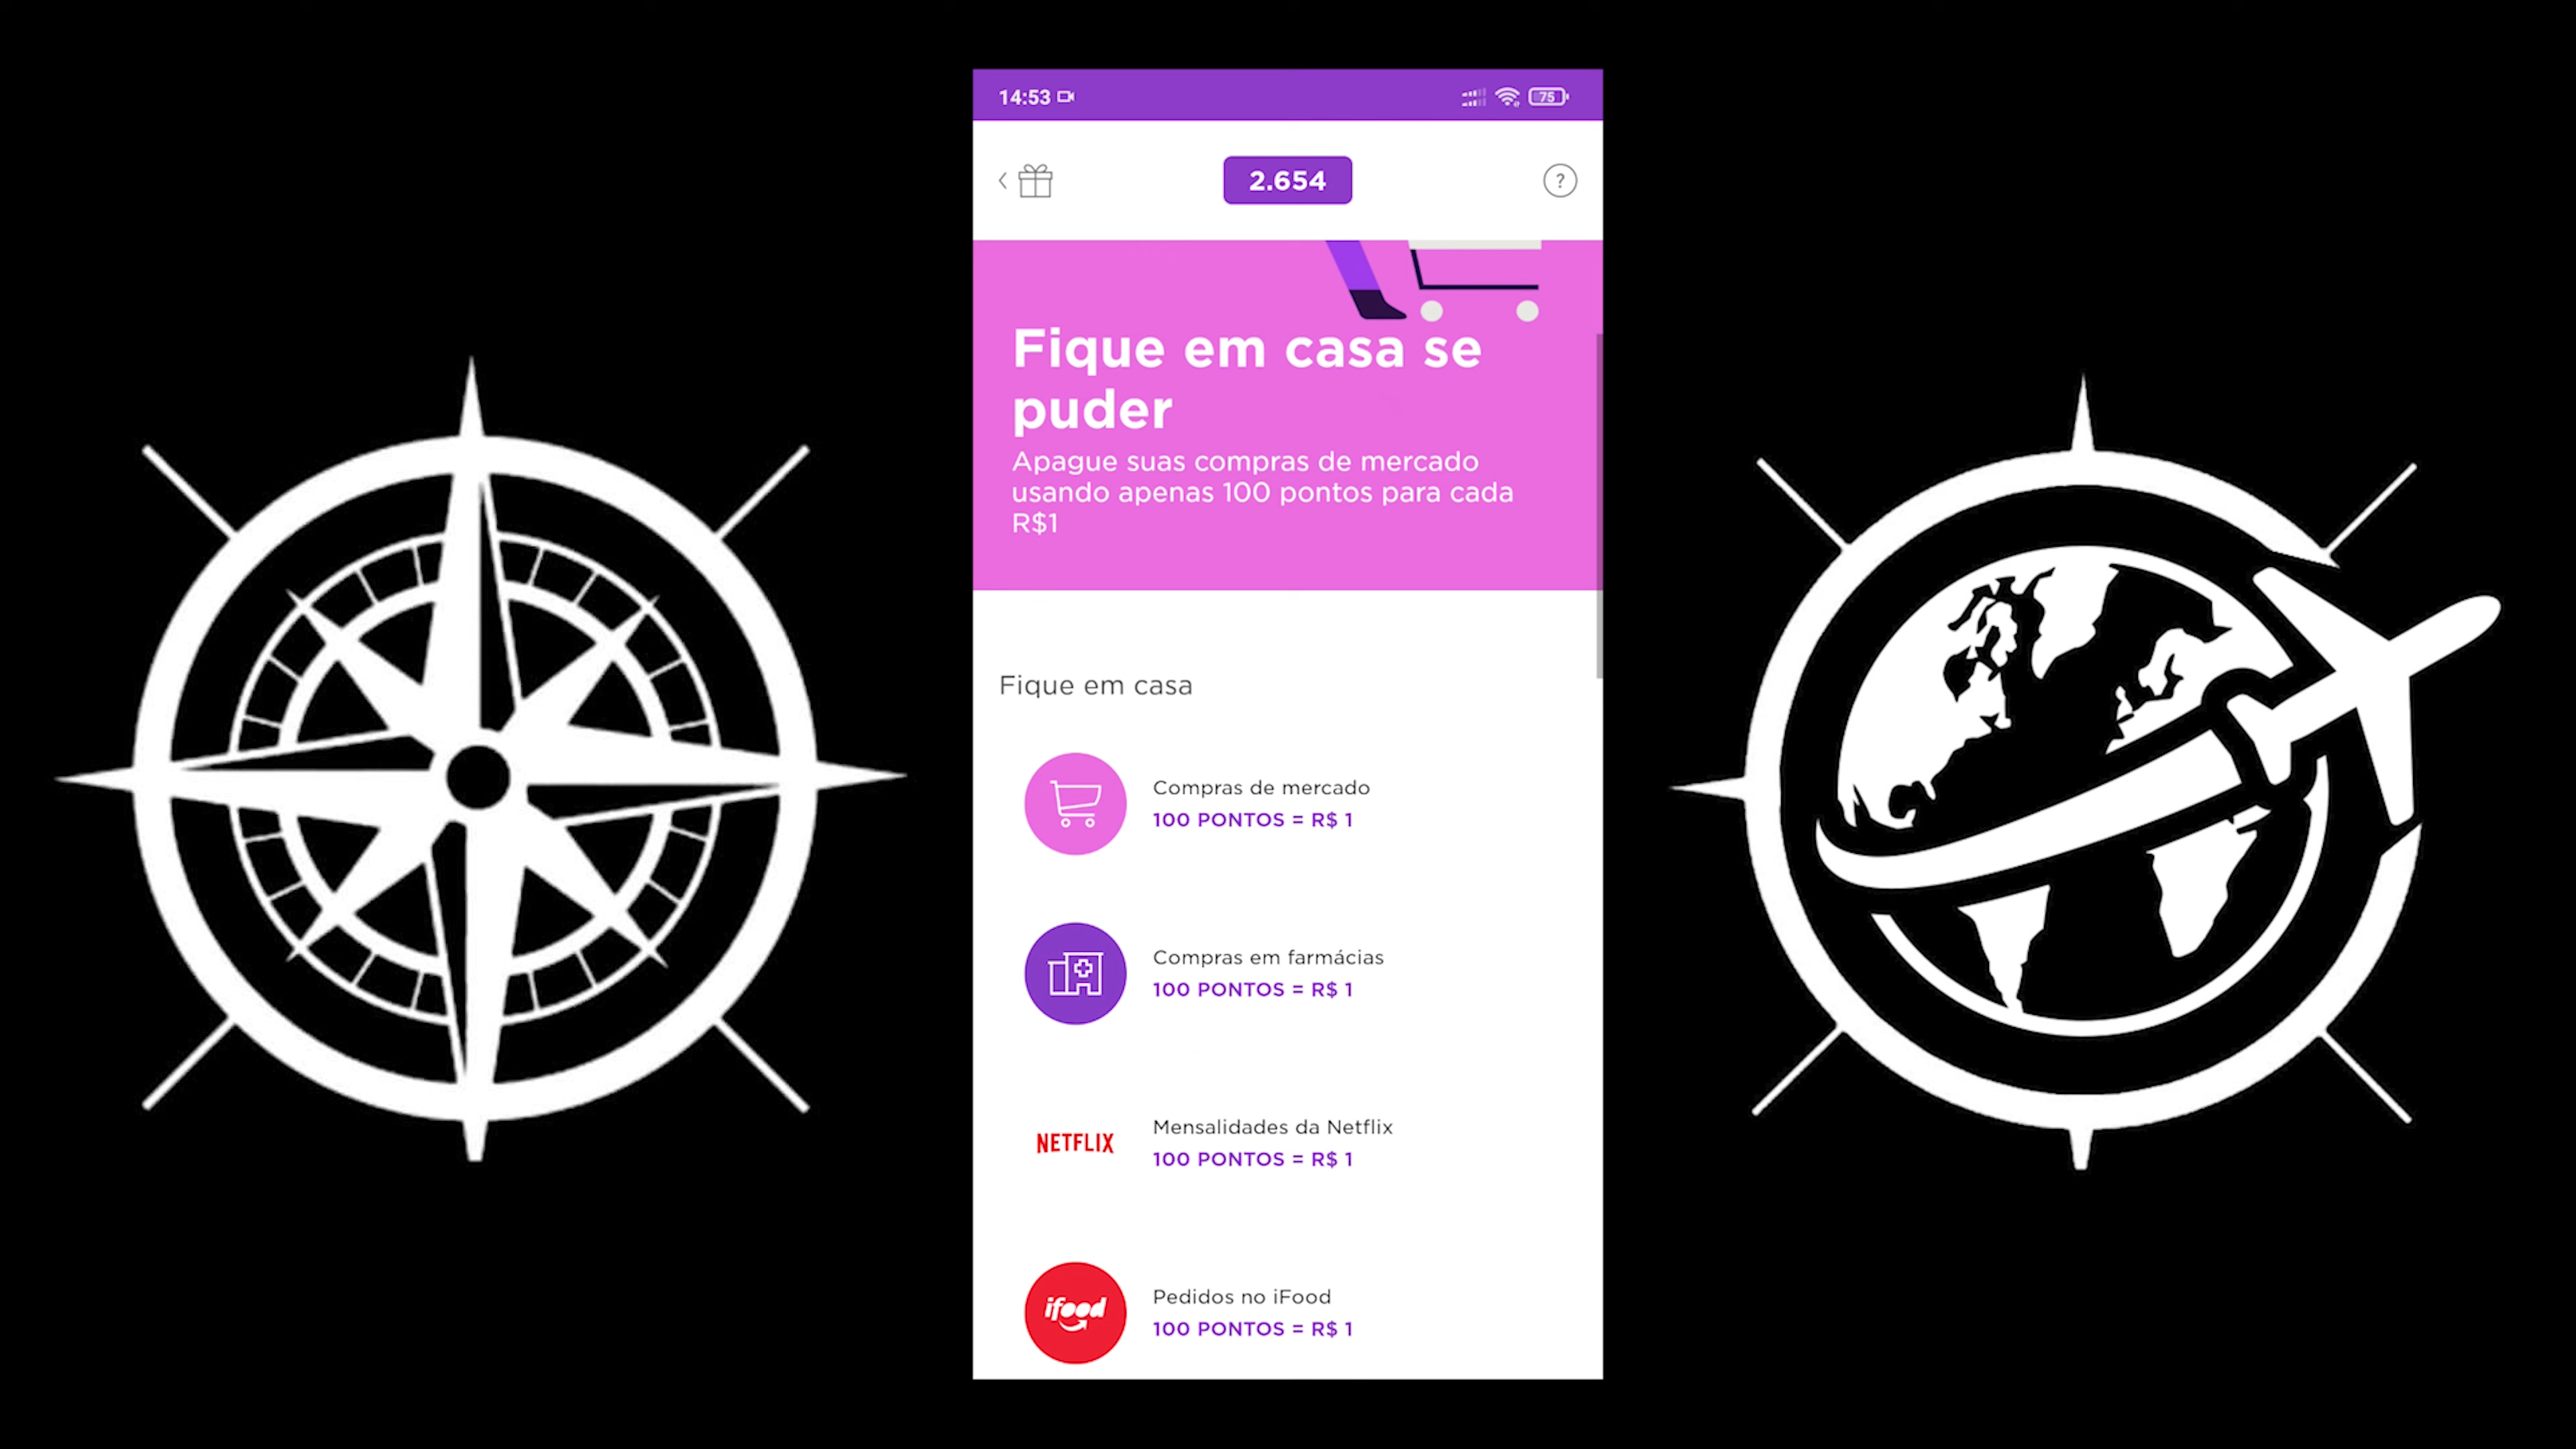 14:53
75
2.654
?
Fique em casa se
puder
Apague suas compras de mercado
usando apenas 100 pontos para cada
R$1
Fique em casa
Compras de mercado
100 PONTOS = R$ 1
Compras em farmácias
100 PONTOS = R$ 1
NETFLIX
Mensalidades da Netflix
100 PONTOS = R$ 1
ifood
Pedidos no iFood
100 PONTOS = R$ 1